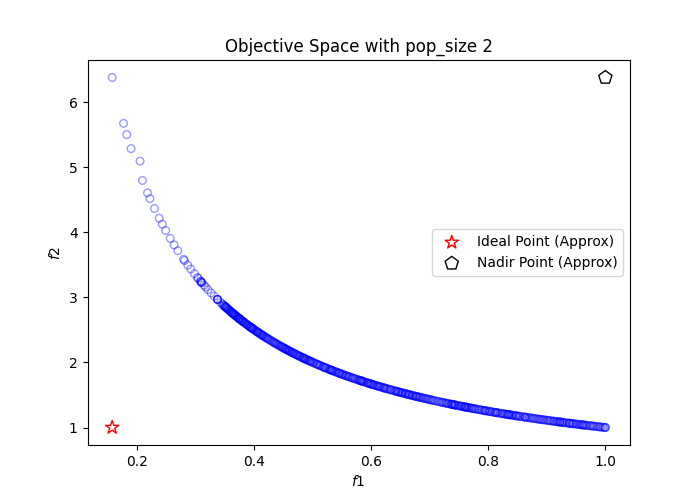 Objective Space with pop_size 2
6
5
4
3
2
1
f2
Ideal Point (Approx)
Nadir Point (Approx)
0.2 0.4 0.6 0.8 1.0
f1